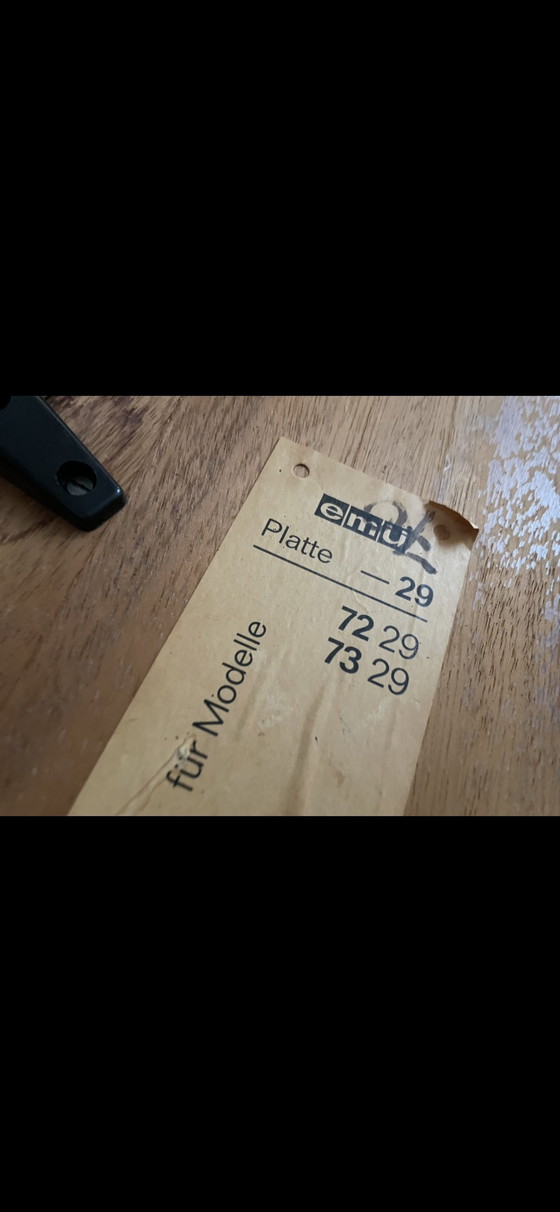 emu
Platte — 29
72 29
73 29
für Modelle